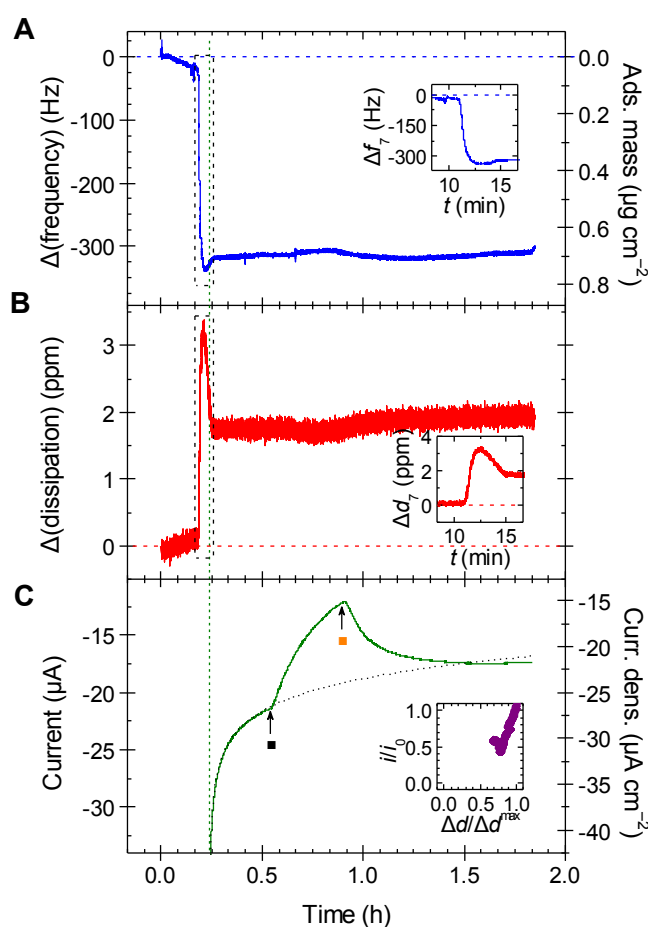 A
0
-100
-200
-300
Δ(frequency) (Hz)
0.0
0.2
0.4
0.6
0.8
Ads. mass (µg cm⁻²)
0
-150
-300
Δf₇ (Hz)
10 15
t (min)
B
3
2
1
0
Δ(dissipation) (ppm)
4
2
0
Δd₇ (ppm)
10 15
t (min)
C
-15
-20
-25
-30
Current (µA)
-15
-20
-25
-30
-35
-40
Curr. dens. (µA cm⁻²)
1.0
0.5
0.0
i/i₀
0.0 0.5 1.0
Δd/Δdᵐᵃˣ
0.0 0.5 1.0 1.5 2.0
Time (h)